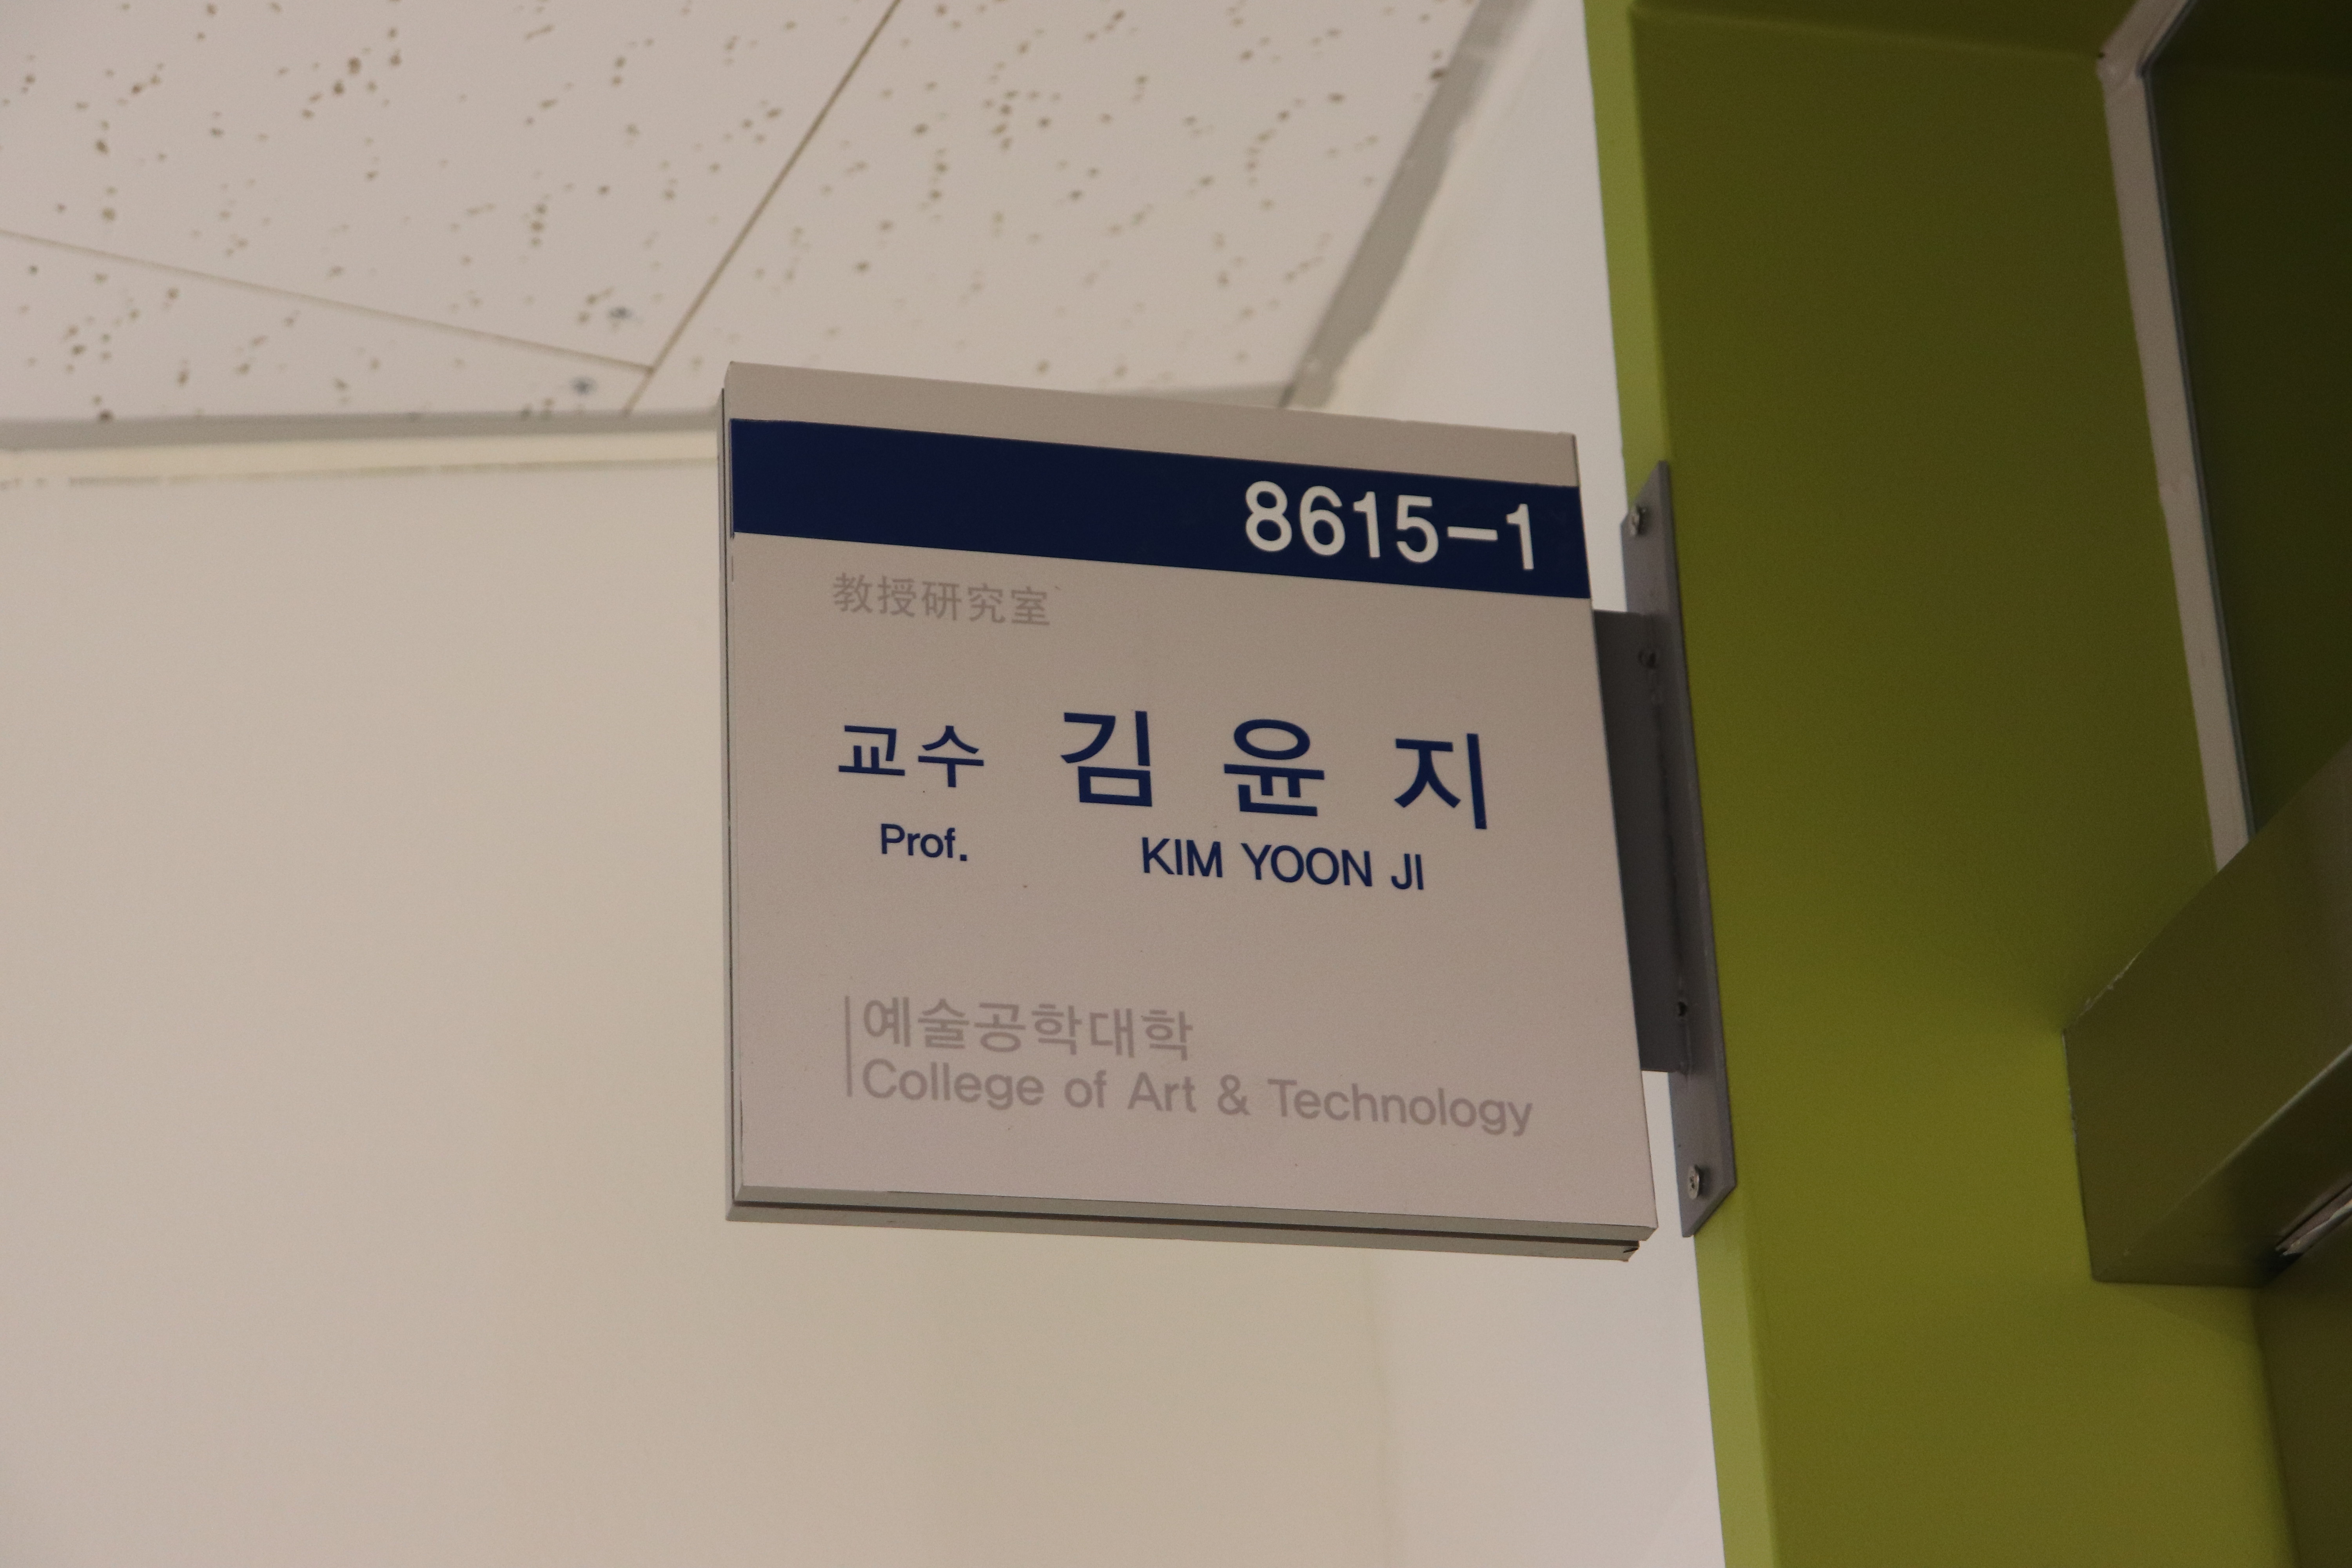 8615-1
教授研究室
교수 김 윤 지
Prof. KIM YOON JI
예술공학대학
College of Art & Technology